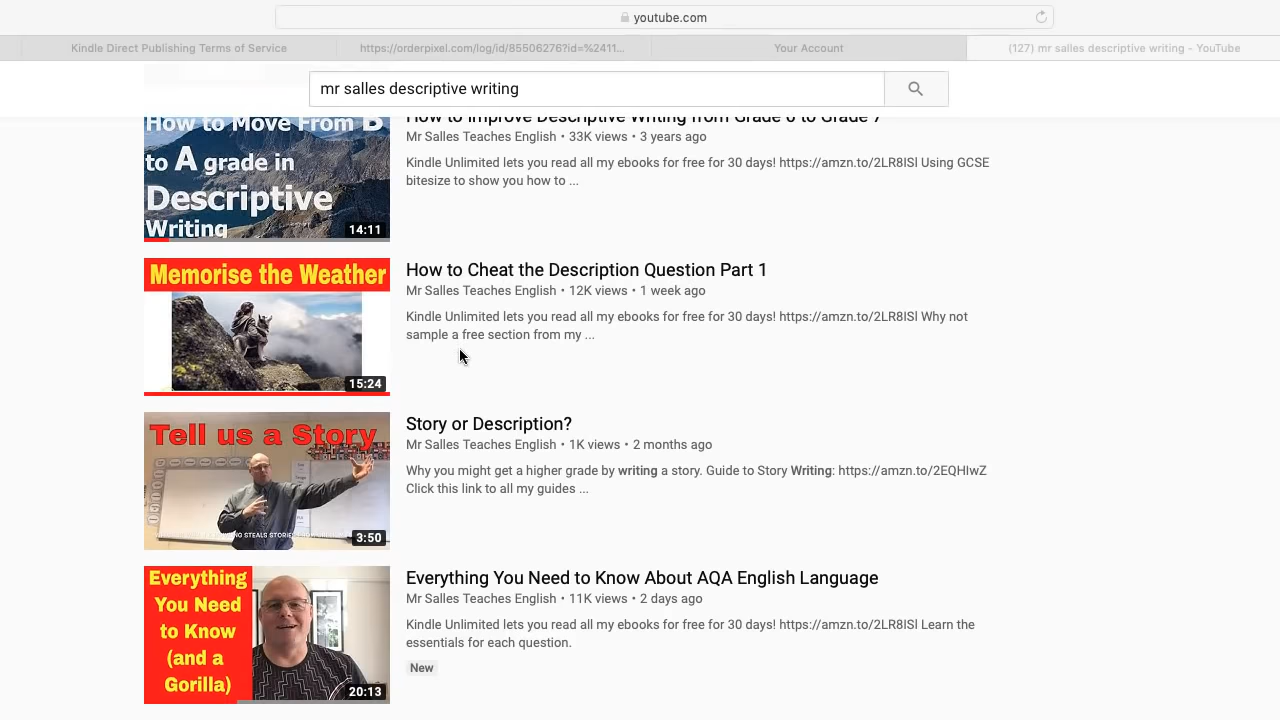 youtube.com
Kindle Direct Publishing Terms of Service
https://orderpixel.com/log/id/85506276?id=%2411...
Your Account
(127) mr salles descriptive writing - YouTube
mr salles descriptive writing
How to Move From B
to A grade in
Descriptive
Writing
14:11
How to Improve Descriptive Writing from Grade 6 to Grade 7
Mr Salles Teaches English • 33K views • 3 years ago
Kindle Unlimited lets you read all my ebooks for free for 30 days! https://amzn.to/2LR8ISl Using GCSE
bitesize to show you how to ...
Memorise the Weather
15:24
How to Cheat the Description Question Part 1
Mr Salles Teaches English • 12K views • 1 week ago
Kindle Unlimited lets you read all my ebooks for free for 30 days! https://amzn.to/2LR8ISl Why not
sample a free section from my ...
Tell us a Story
3:50
Story or Description?
Mr Salles Teaches English • 1K views • 2 months ago
Why you might get a higher grade by writing a story. Guide to Story Writing: https://amzn.to/2EQHIwZ
Click this link to all my guides ...
Everything
You Need
to Know
(and a
Gorilla)
20:13
Everything You Need to Know About AQA English Language
Mr Salles Teaches English • 11K views • 2 days ago
Kindle Unlimited lets you read all my ebooks for free for 30 days! https://amzn.to/2LR8ISl Learn the
essentials for each question.
New